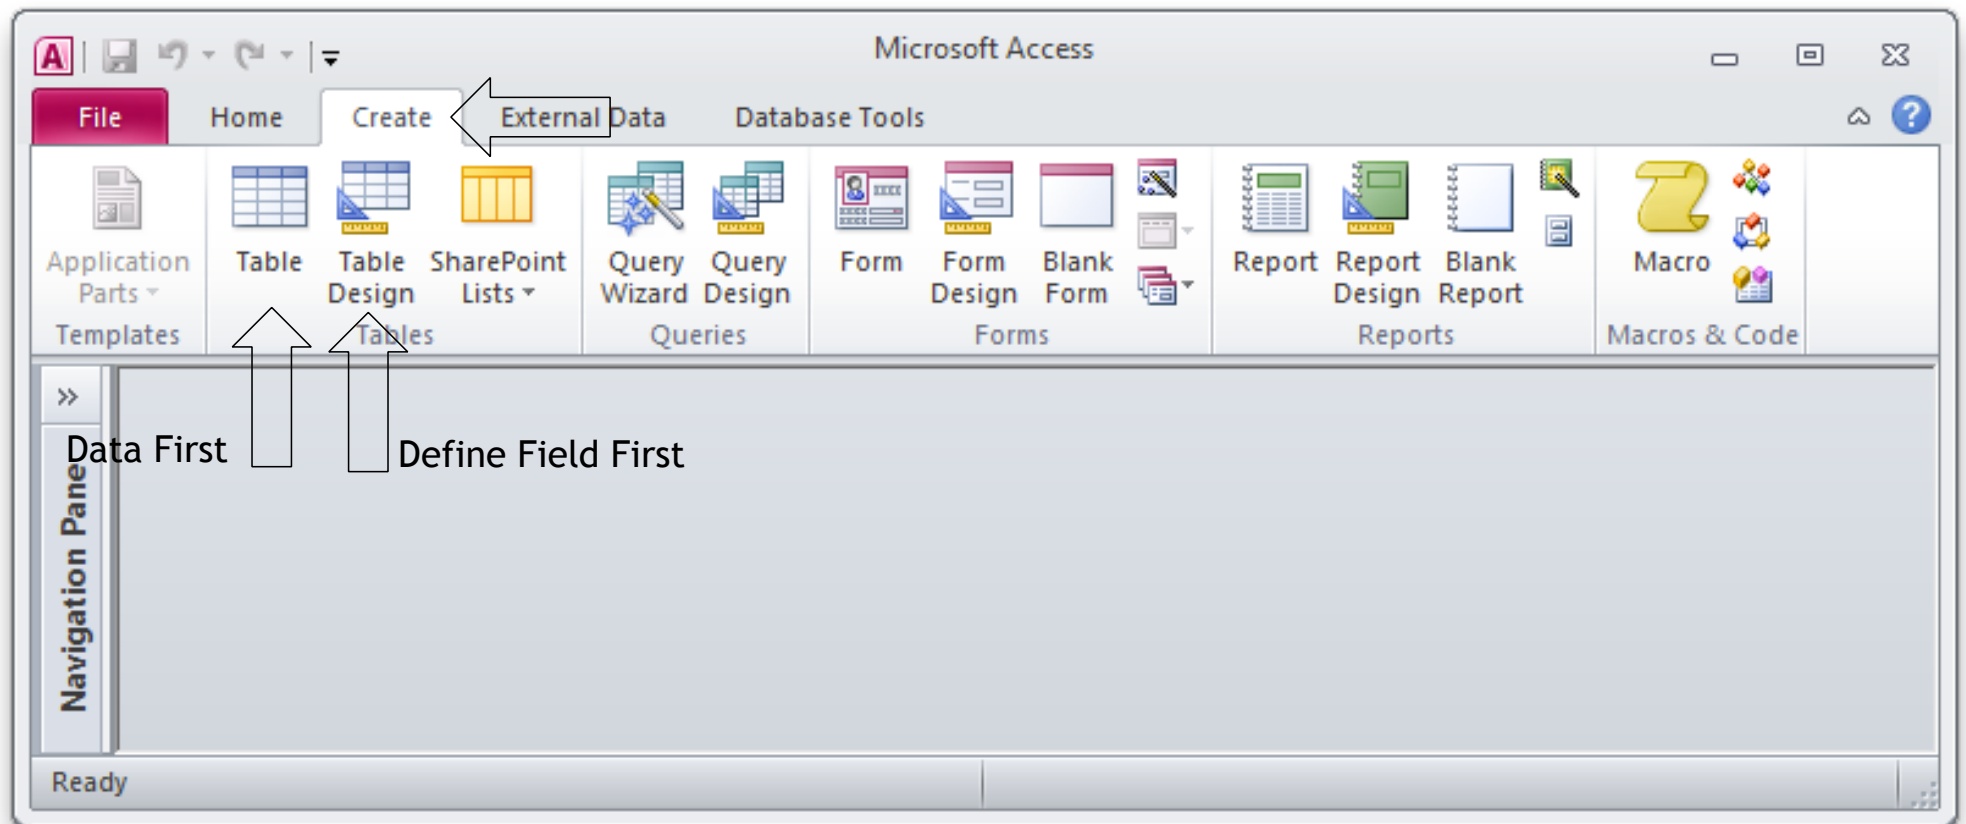 A
Microsoft Access
File Home Create External Data Database Tools
Application Parts
Table
Table Design
SharePoint Lists
Query Wizard
Query Design
Form
Form Design
Blank Form
Report
Report Design
Blank Report
Macro
Templates Tables Queries Forms Reports Macros & Code
»
Data First
Define Field First
Navigation Pane
Ready